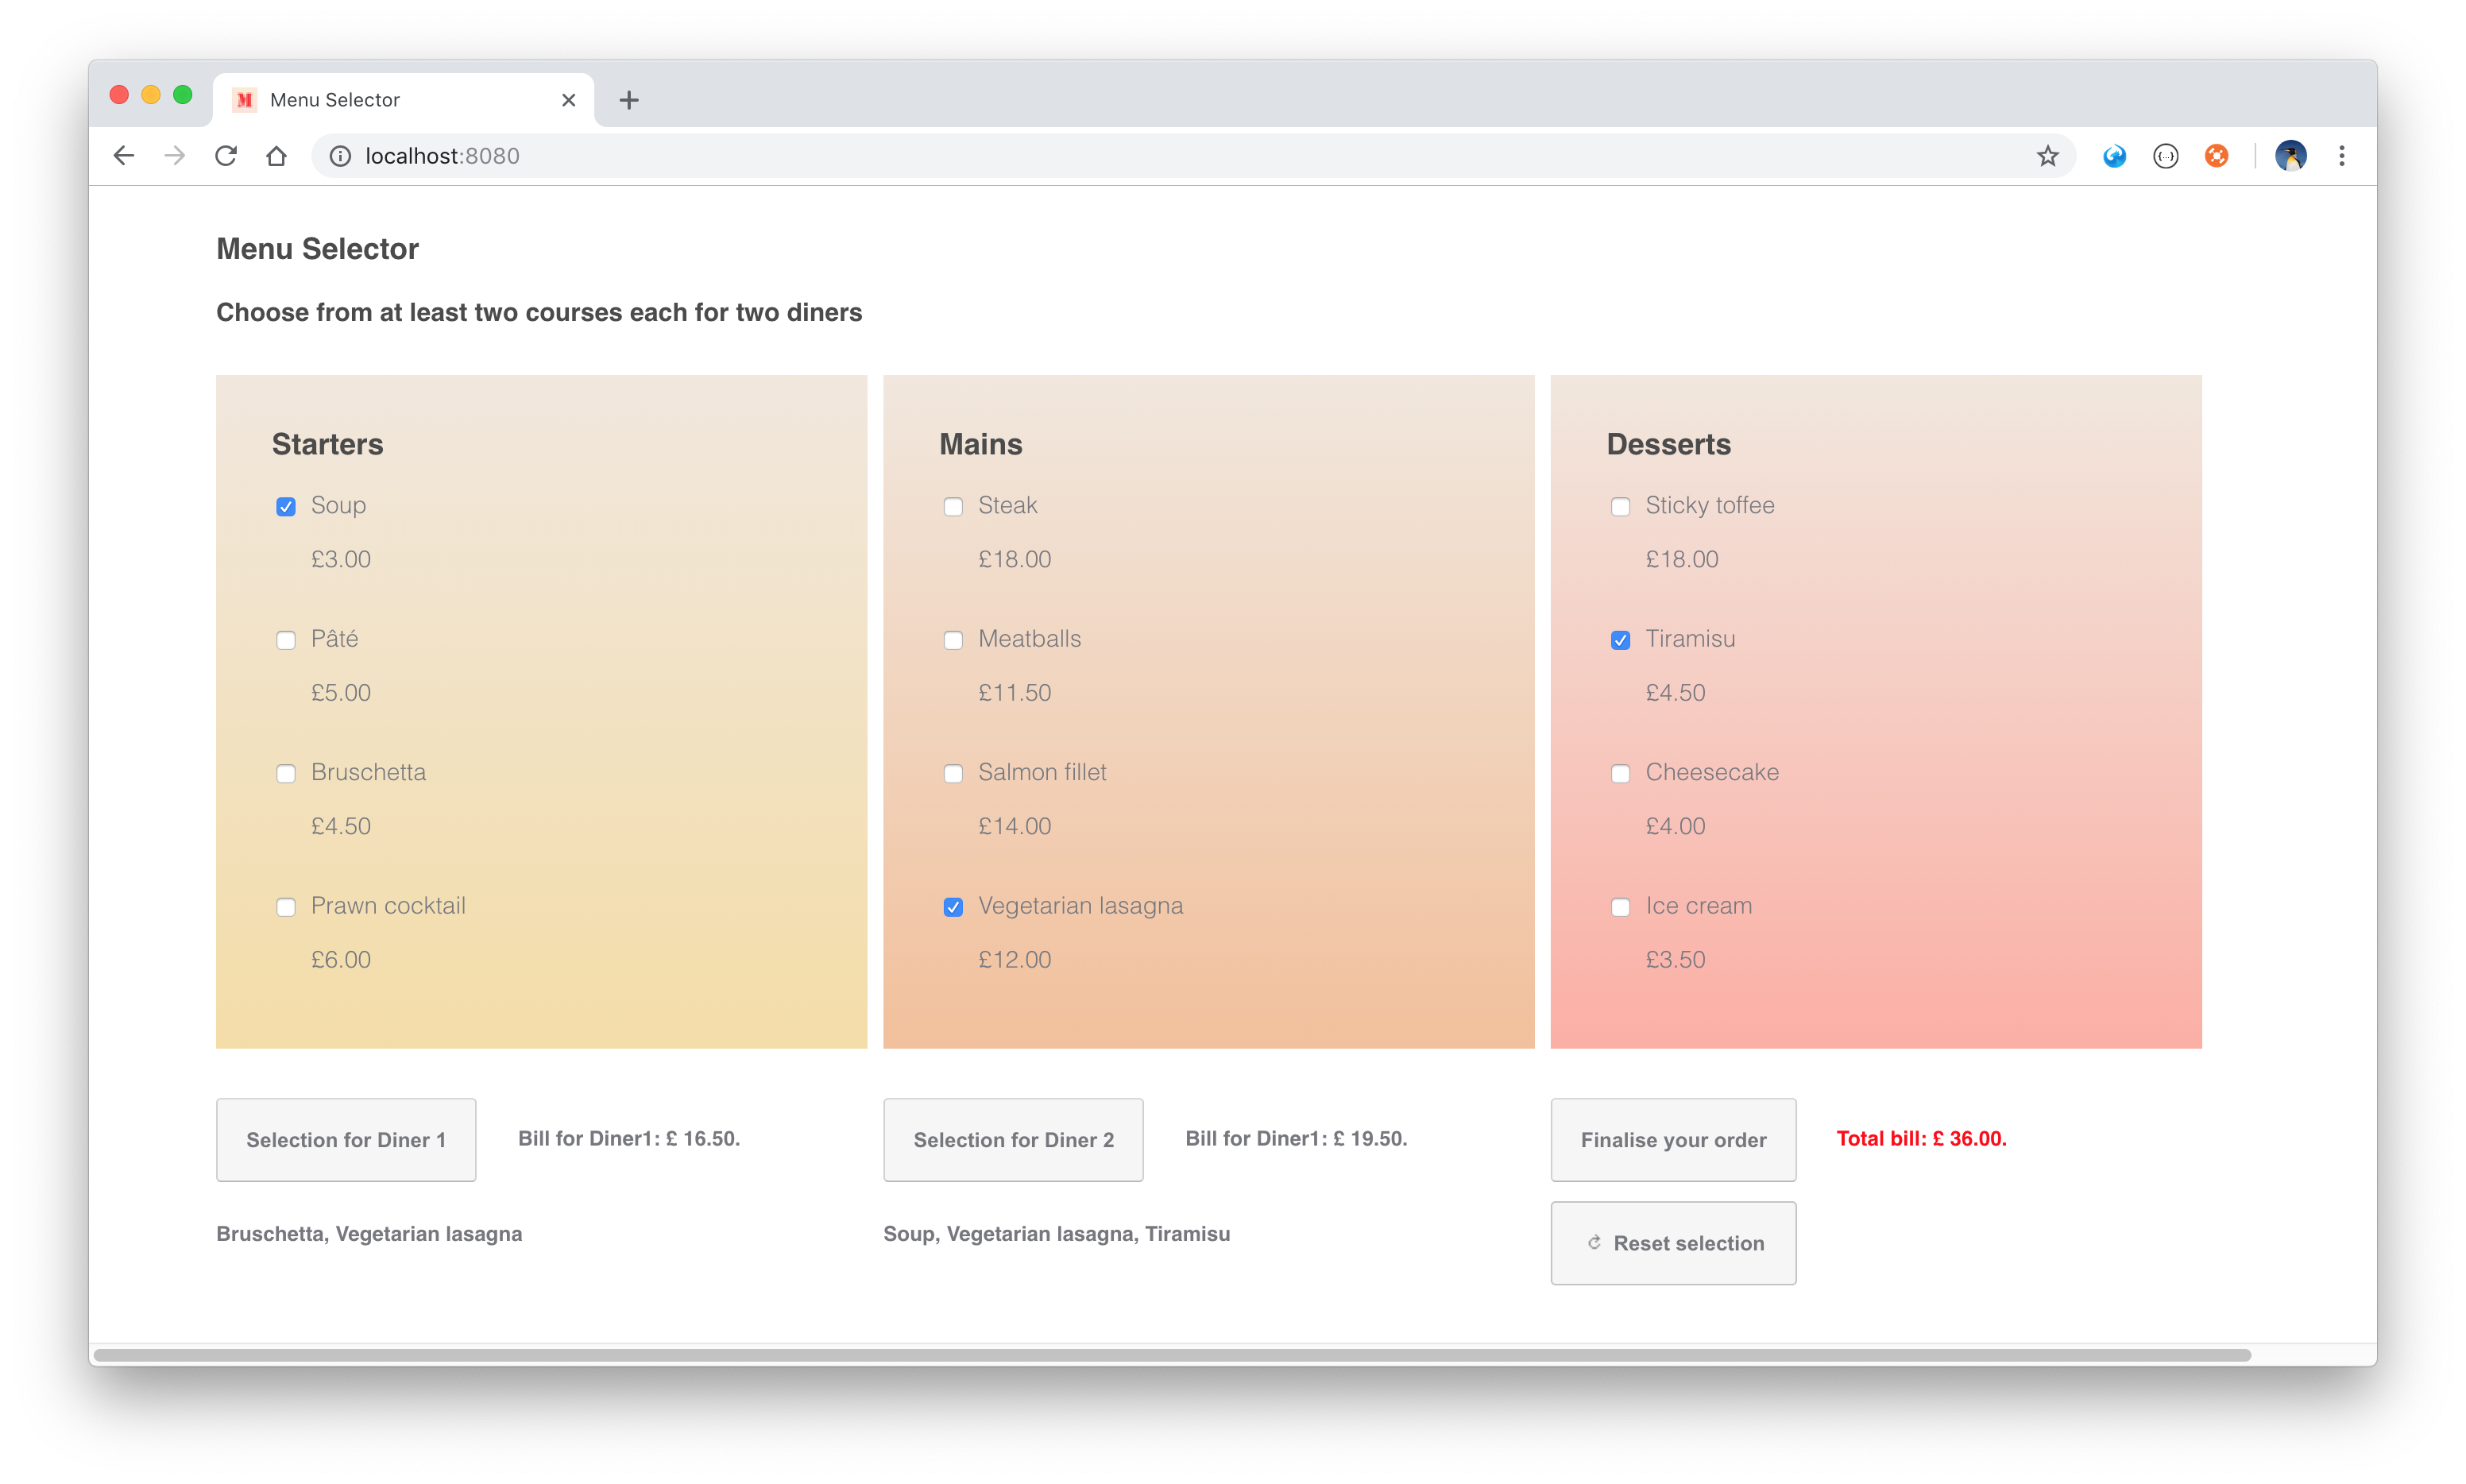 M Menu Selector
localhost:8080
Menu Selector
Choose from at least two courses each for two diners
Starters
Soup
£3.00
Pâté
£5.00
Bruschetta
£4.50
Prawn cocktail
£6.00
Mains
Steak
£18.00
Meatballs
£11.50
Salmon fillet
£14.00
Vegetarian lasagna
£12.00
Desserts
Sticky toffee
£18.00
Tiramisu
£4.50
Cheesecake
£4.00
Ice cream
£3.50
Selection for Diner 1
Bill for Diner1: £ 16.50.
Bruschetta, Vegetarian lasagna
Selection for Diner 2
Bill for Diner1: £ 19.50.
Soup, Vegetarian lasagna, Tiramisu
Finalise your order
Total bill: £ 36.00.
Reset selection